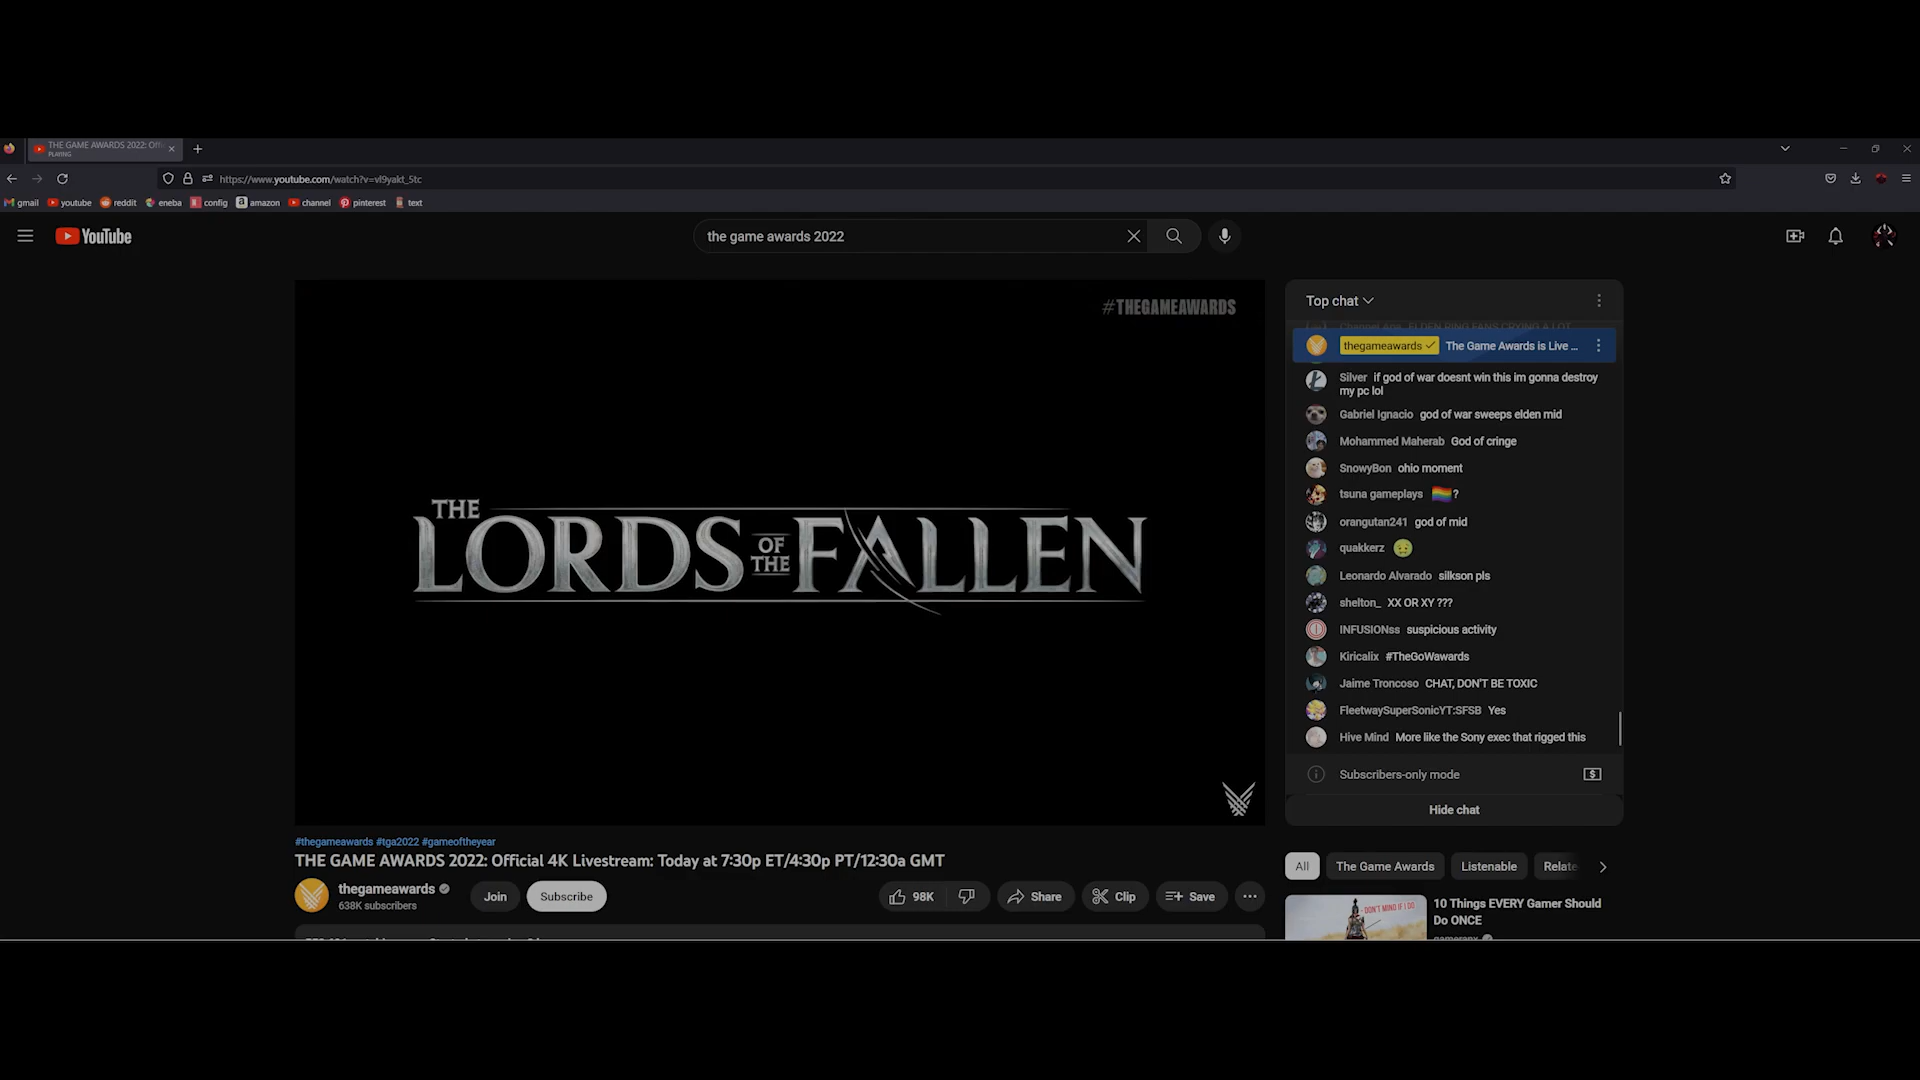 THE GAME AWARDS 2022: Offi
PLAYING
https://www.youtube.com/watch?v=vl9yakt_5tc
gmail youtube reddit eneba config amazon channel pinterest text
YouTube
the game awards 2022
#THEGAMEAWARDS
THE
LORDS OF THE FALLEN
#thegameawards #tga2022 #gameoftheyear
THE GAME AWARDS 2022: Official 4K Livestream: Today at 7:30p ET/4:30p PT/12:30a GMT
thegameawards
638K subscribers
Join
Subscribe
98K
Share
Clip
Save
Top chat
thegameawards The Game Awards is Live ...
Silver if god of war doesnt win this im gonna destroy
my pc lol
Gabriel Ignacio god of war sweeps elden mid
Mohammed Maherab God of cringe
SnowyBon ohio moment
tsuna gameplays 🏳️‍🌈?
orangutan241 god of mid
quakkerz 🤢
Leonardo Alvarado silkson pls
shelton_ XX OR XY ???
INFUSIONss suspicious activity
Kiricalix #TheGoWawards
Jaime Troncoso CHAT, DON'T BE TOXIC
FleetwaySuperSonicYT:SFSB Yes
Hive Mind More like the Sony exec that rigged this
Subscribers-only mode
Hide chat
All The Game Awards Listenable Relate
- DON'T MIND IF I DO
10 Things EVERY Gamer Should
Do ONCE
gameranx